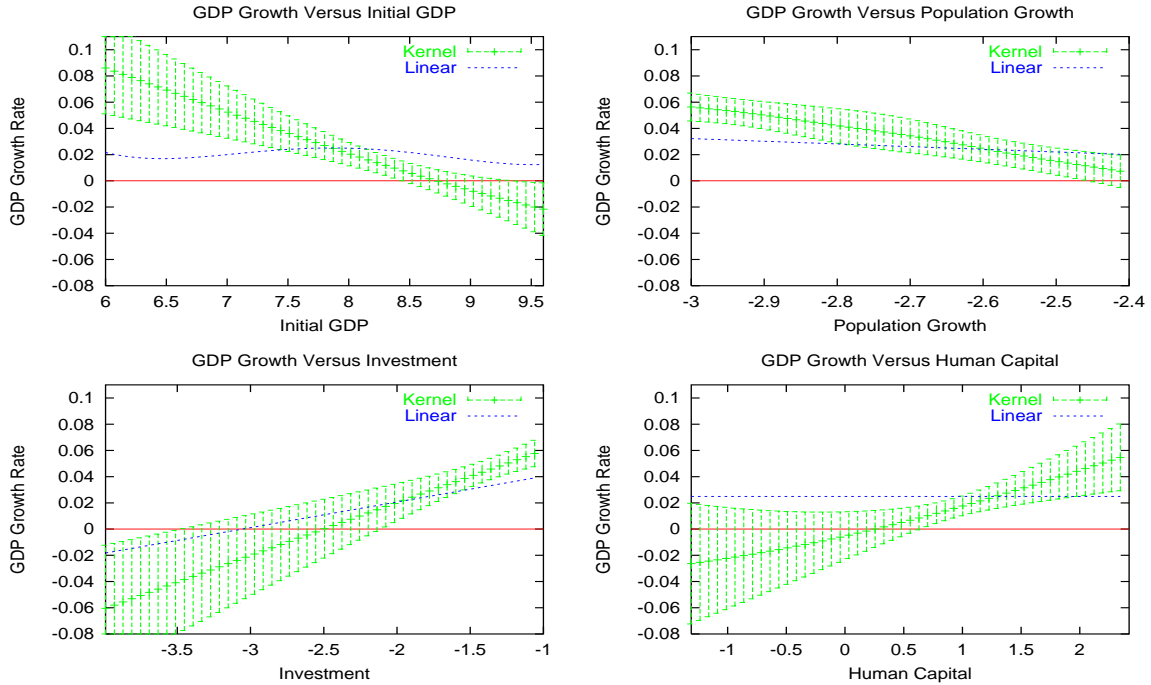 GDP Growth Versus Initial GDP
GDP Growth Rate
0.1
0.08
0.06
0.04
0.02
0
-0.02
-0.04
-0.06
-0.08
6 6.5 7 7.5 8 8.5 9 9.5
Initial GDP
Kernel
Linear
GDP Growth Versus Population Growth
GDP Growth Rate
0.1
0.08
0.06
0.04
0.02
0
-0.02
-0.04
-0.06
-0.08
-3 -2.9 -2.8 -2.7 -2.6 -2.5 -2.4
Population Growth
Kernel
Linear
GDP Growth Versus Investment
GDP Growth Rate
0.1
0.08
0.06
0.04
0.02
0
-0.02
-0.04
-0.06
-0.08
-3.5 -3 -2.5 -2 -1.5 -1
Investment
Kernel
Linear
GDP Growth Versus Human Capital
GDP Growth Rate
0.1
0.08
0.06
0.04
0.02
0
-0.02
-0.04
-0.06
-0.08
-1 -0.5 0 0.5 1 1.5 2
Human Capital
Kernel
Linear